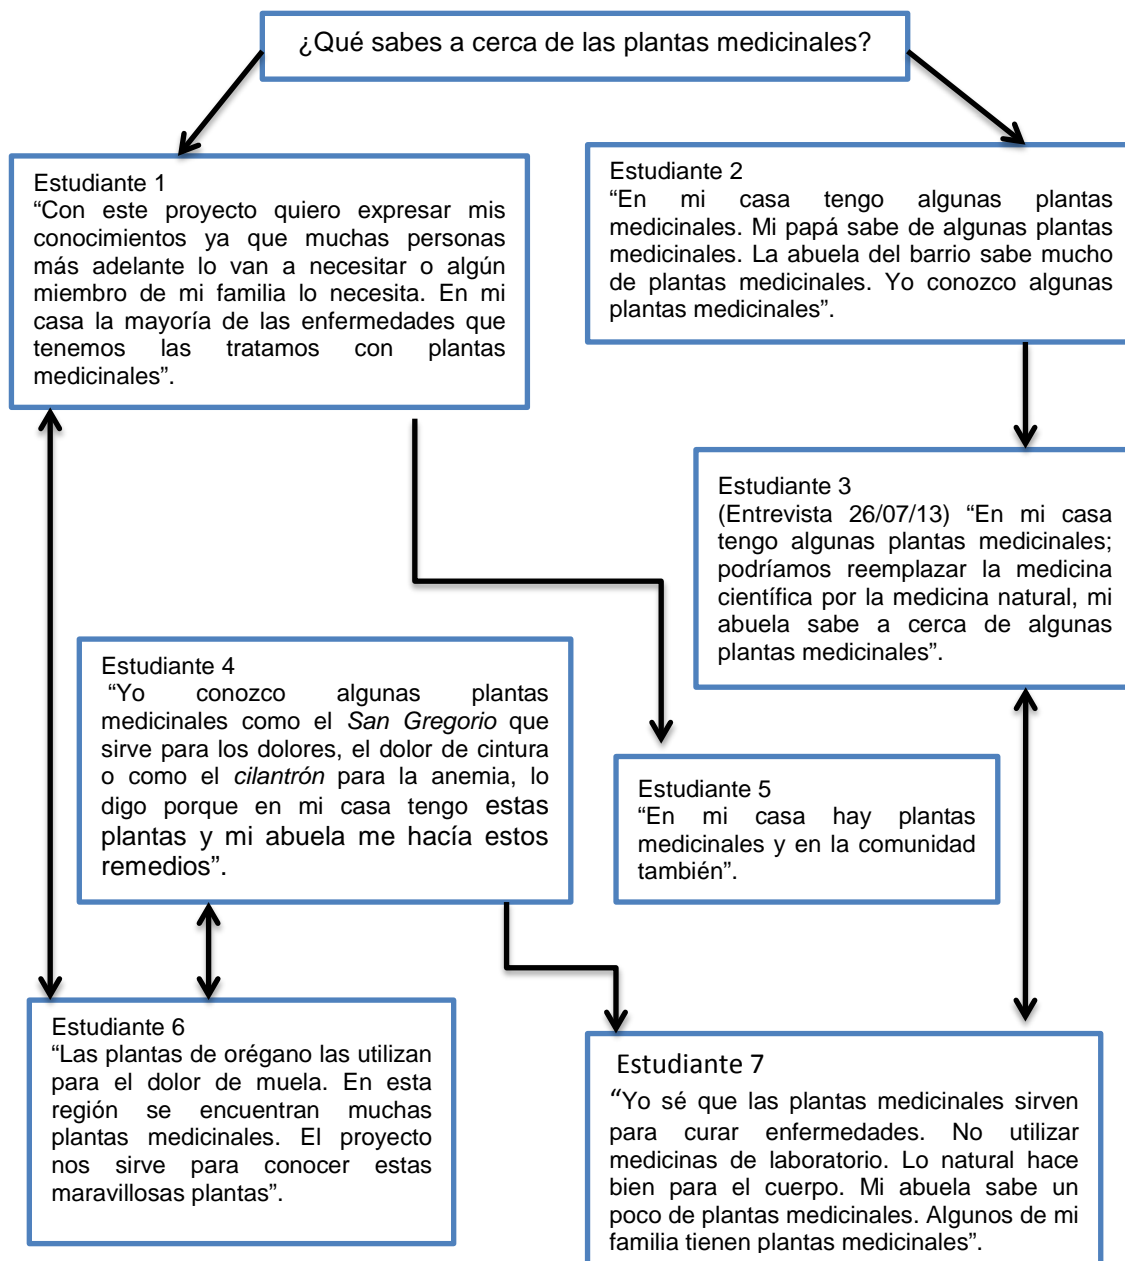 ¿Qué sabes a cerca de las plantas medicinales?
Estudiante 1
“Con este proyecto quiero expresar mis
conocimientos ya que muchas personas
más adelante lo van a necesitar o algún
miembro de mi familia lo necesita. En mi
casa la mayoría de las enfermedades que
tenemos las tratamos con plantas
medicinales”.
Estudiante 2
“En mi casa tengo algunas plantas
medicinales. Mi papá sabe de algunas plantas
medicinales. La abuela del barrio sabe mucho
de plantas medicinales. Yo conozco algunas
plantas medicinales”.
Estudiante 3
(Entrevista 26/07/13) “En mi casa
tengo algunas plantas medicinales;
podríamos reemplazar la medicina
científica por la medicina natural, mi
abuela sabe a cerca de algunas
plantas medicinales”.
Estudiante 4
“Yo conozco algunas plantas
medicinales como el San Gregorio que
sirve para los dolores, el dolor de cintura
o como el cilantrón para la anemia, lo
digo porque en mi casa tengo estas
plantas y mi abuela me hacía estos
remedios”.
Estudiante 5
“En mi casa hay plantas
medicinales y en la comunidad
también”.
Estudiante 6
“Las plantas de orégano las utilizan
para el dolor de muela. En esta
región se encuentran muchas
plantas medicinales. El proyecto
nos sirve para conocer estas
maravillosas plantas”.
Estudiante 7
“Yo sé que las plantas medicinales sirven
para curar enfermedades. No utilizar
medicinas de laboratorio. Lo natural hace
bien para el cuerpo. Mi abuela sabe un
poco de plantas medicinales. Algunos de mi
familia tienen plantas medicinales”.